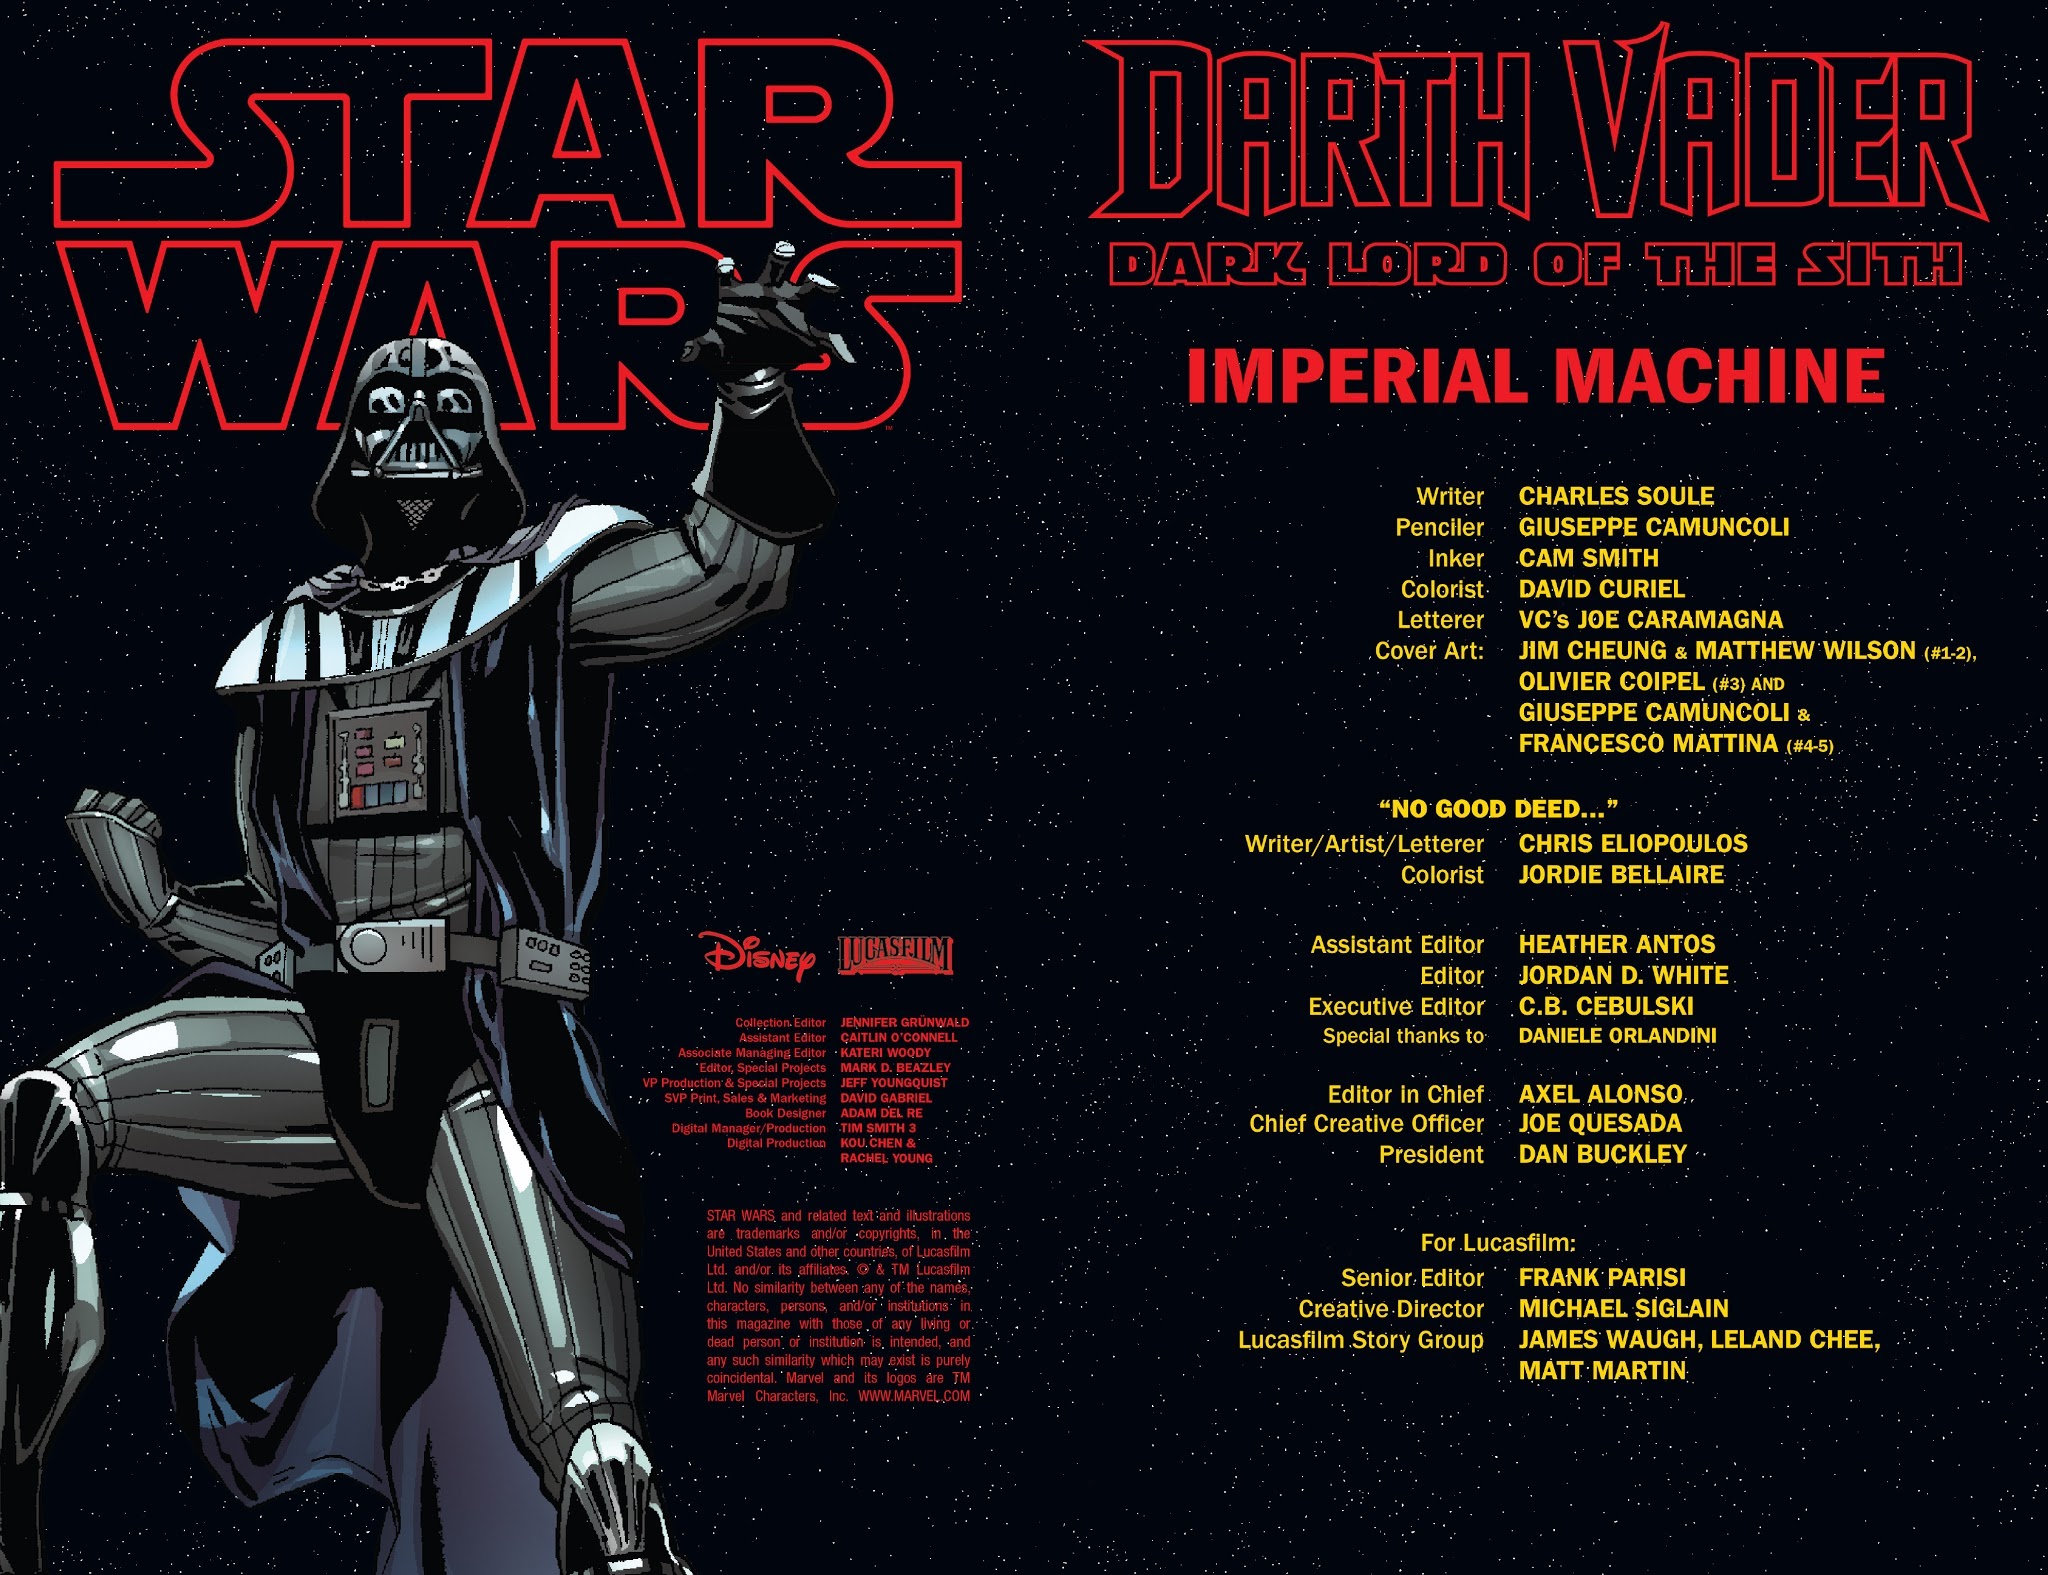 STAR
WARS
TM
Disney
LUCASFILM
Collection Editor JENNIFER GRÜNWALD
Assistant Editor CAITLIN O'CONNELL
Associate Managing Editor KATERI WOODY
Editor, Special Projects MARK D. BEAZLEY
VP Production & Special Projects JEFF YOUNGQUIST
SVP Print, Sales & Marketing DAVID GABRIEL
Book Designer ADAM DEL RE
Digital Manager/Production TIM SMITH 3
Digital Production KOU CHEN &
RACHEL YOUNG
STAR WARS and related text and illustrations
are trademarks and/or copyrights, in the
United States and other countries, of Lucasfilm
Ltd. and/or its affiliates. © & TM Lucasfilm
Ltd. No similarity between any of the names,
characters, persons, and/or institutions in
this magazine with those of any living or
dead person or institution is intended, and
any such similarity which may exist is purely
coincidental. Marvel and its logos are TM
Marvel Characters, Inc. WWW.MARVEL.COM
DARTH VADER
DARK LORD OF THE SITH
IMPERIAL MACHINE
Writer CHARLES SOULE
Penciler GIUSEPPE CAMUNCOLI
Inker CAM SMITH
Colorist DAVID CURIEL
Letterer VC's JOE CARAMAGNA
Cover Art: JIM CHEUNG & MATTHEW WILSON (#1-2),
OLIVIER COIPEL (#3) AND
GIUSEPPE CAMUNCOLI &
FRANCESCO MATTINA (#4-5)
“NO GOOD DEED...”
Writer/Artist/Letterer CHRIS ELIOPOULOS
Colorist JORDIE BELLAIRE
Assistant Editor HEATHER ANTOS
Editor JORDAN D. WHITE
Executive Editor C.B. CEBULSKI
Special thanks to DANIELE ORLANDINI
Editor in Chief AXEL ALONSO
Chief Creative Officer JOE QUESADA
President DAN BUCKLEY
For Lucasfilm:
Senior Editor FRANK PARISI
Creative Director MICHAEL SIGLAIN
Lucasfilm Story Group JAMES WAUGH, LELAND CHEE,
MATT MARTIN